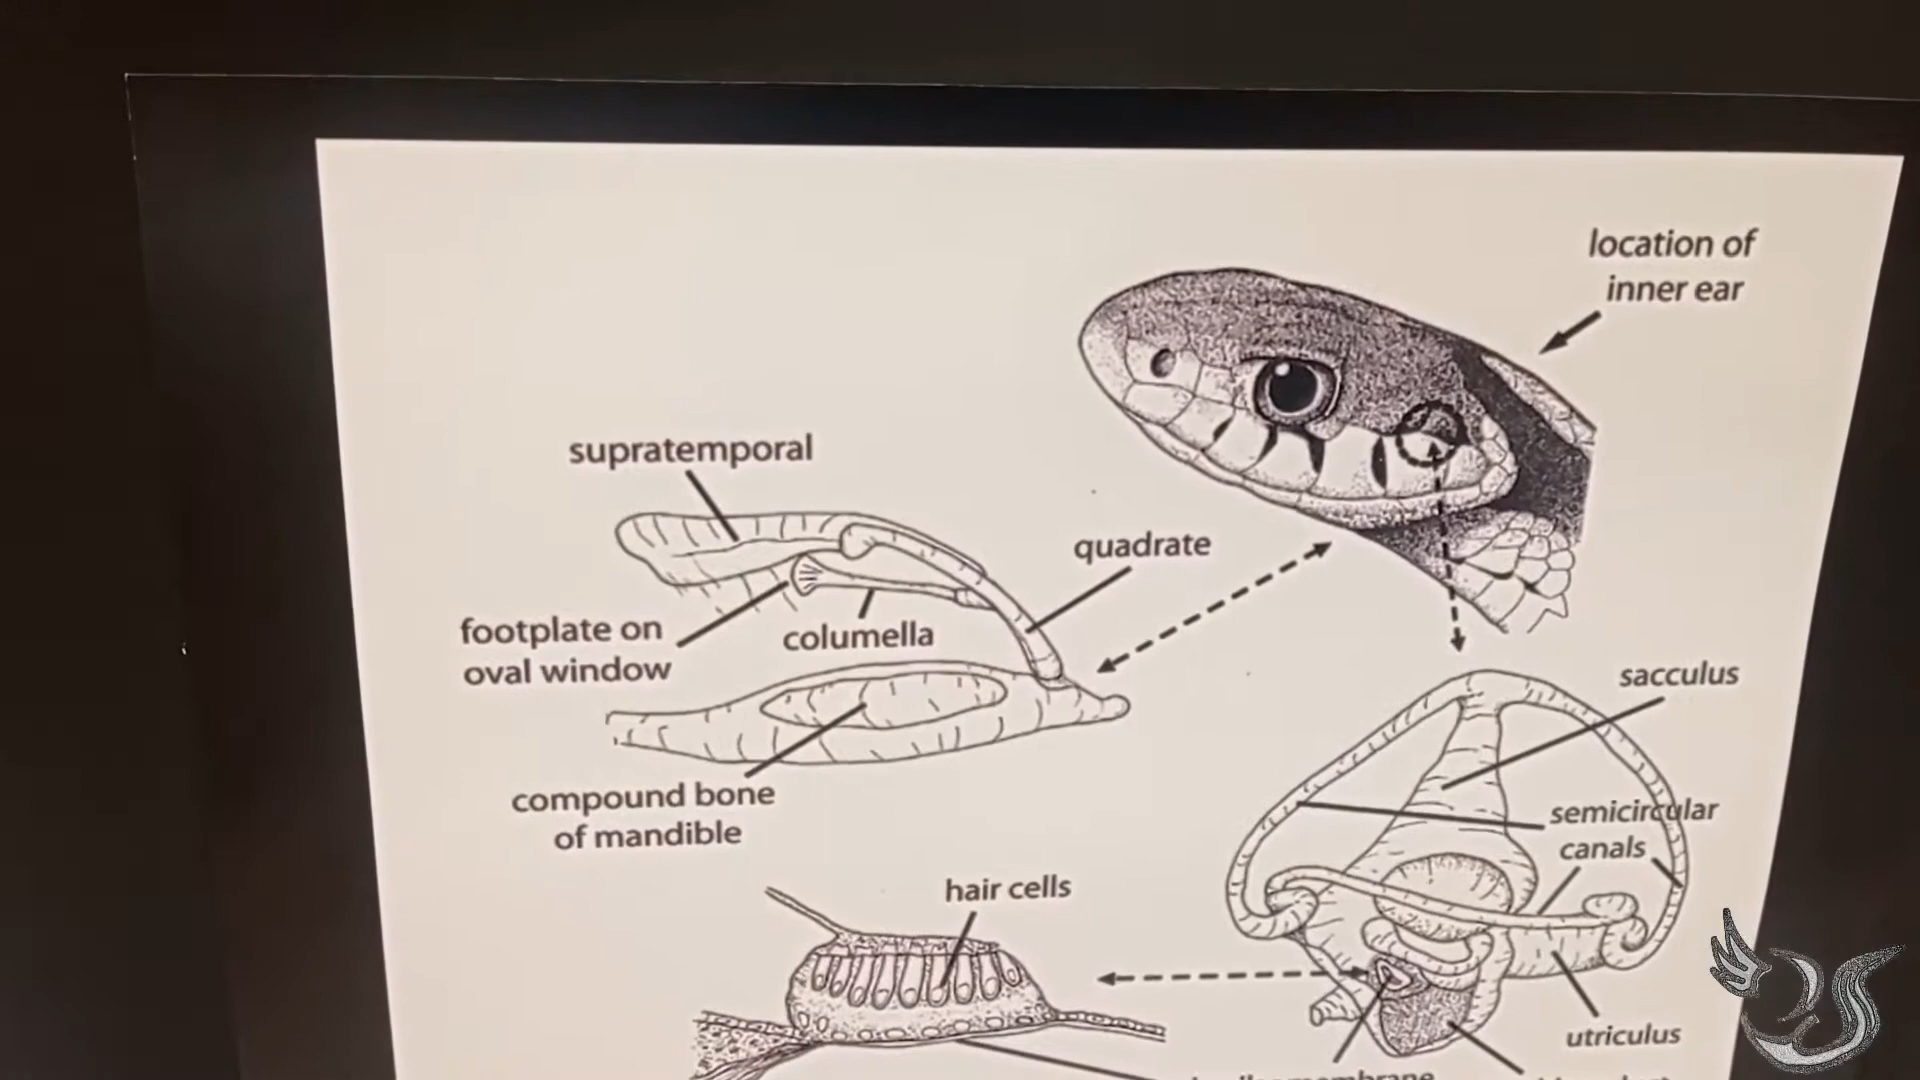 location of
inner ear
supratemporal
quadrate
footplate on
oval window
columella
sacculus
compound bone
of mandible
semicircular
canals
hair cells
utriculus
membrane